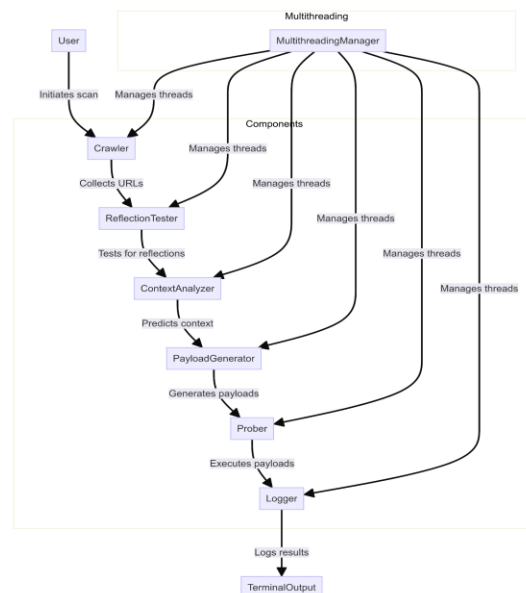 Multithreading
User
MultithreadingManager
Initiates scan
Manages threads
Components
Crawler
Manages threads
Collects URLs
Manages threads
ReflectionTester
Manages threads
Tests for reflections
Manages threads
ContextAnalyzer
Manages threads
Predicts context
PayloadGenerator
Generates payloads
Prober
Executes payloads
Logger
Logs results
TerminalOutput